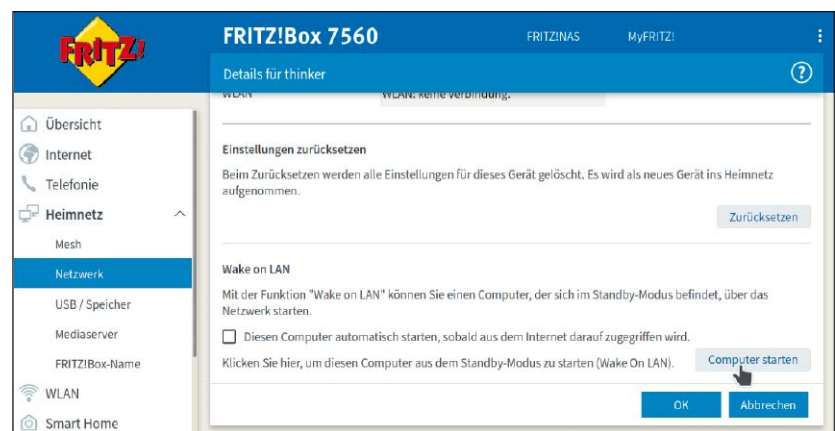 FRITZ!
FRITZ!Box 7560
FRITZ!NAS
MyFRITZ!
Details für thinker
WLAN
WLAN: keine Verbindung.
Übersicht
Internet
Telefonie
Heimnetz
Mesh
Netzwerk
USB / Speicher
Mediaserver
FRITZ!Box-Name
WLAN
Smart Home
Einstellungen zurücksetzen
Beim Zurücksetzen werden alle Einstellungen für dieses Gerät gelöscht. Es wird als neues Gerät ins Heimnetz
aufgenommen.
Zurücksetzen
Wake on LAN
Mit der Funktion "Wake on LAN" können Sie einen Computer, der sich im Standby-Modus befindet, über das
Netzwerk starten.
Diesen Computer automatisch starten, sobald aus dem Internet darauf zugegriffen wird.
Klicken Sie hier, um diesen Computer aus dem Standby-Modus zu starten (Wake On LAN).
Computer starten
OK
Abbrechen